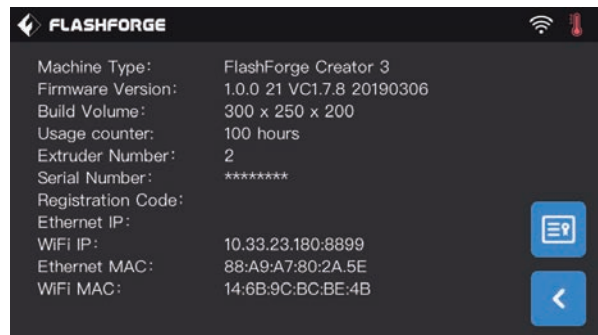 FLASHFORGE
Machine Type: FlashForge Creator 3
Firmware Version: 1.0.0 21 VC1.7.8 20190306
Build Volume: 300 x 250 x 200
Usage counter: 100 hours
Extruder Number: 2
Serial Number: ********
Registration Code:
Ethernet IP:
WiFi IP: 10.33.23.180:8899
Ethernet MAC: 88:A9:A7:80:2A.5E
WiFi MAC: 14:6B:9C:BC:BE:4B